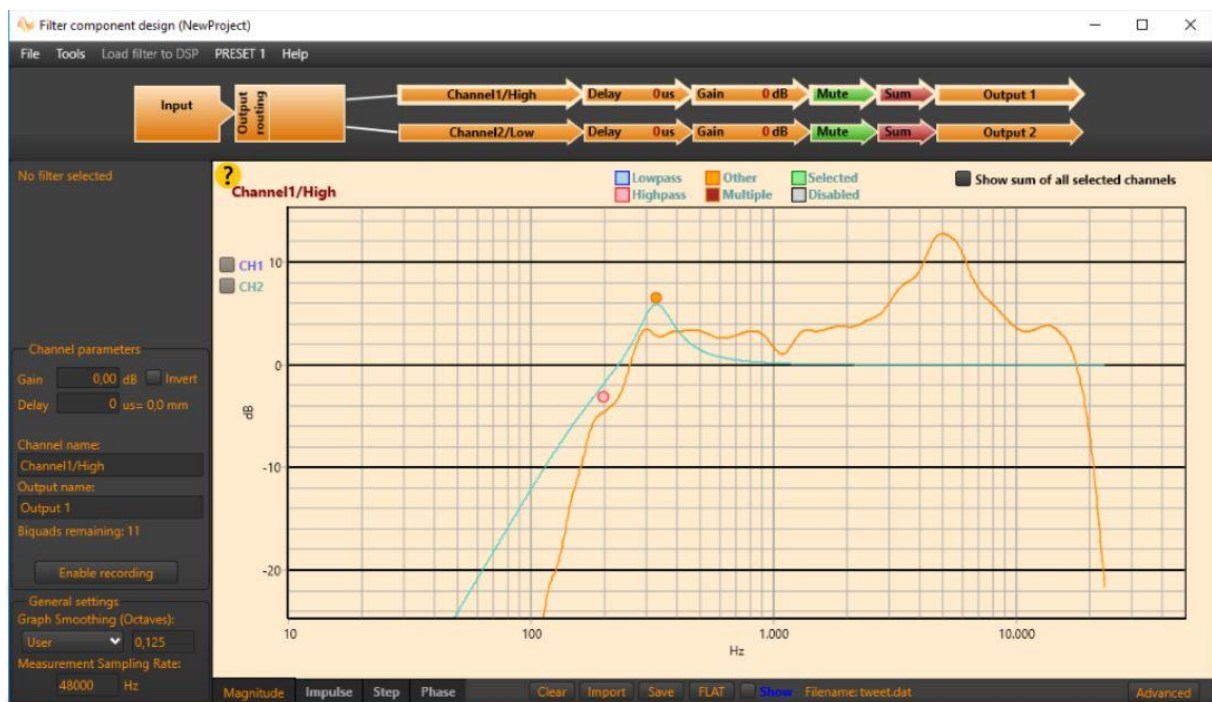 Filter component design (NewProject)
File Tools Load filter to DSP PRESET 1 Help
Input
Output routing
Channel1/High Delay 0us Gain 0 dB Mute Sum Output 1
Channel2/Low Delay 0us Gain 0 dB Mute Sum Output 2
No filter selected
Channel parameters
Gain 0,00 dB Invert
Delay 0 us= 0,0 mm
Channel name:
Channel1/High
Output name:
Output 1
Biquads remaining: 11
Enable recording
General settings
Graph Smoothing (Octaves):
User 0,125
Measurement Sampling Rate:
48000 Hz
?
Channel1/High
Lowpass Other Selected
Highpass Multiple Disabled
Show sum of all selected channels
CH1
CH2
10
0
dB
-10
-20
10 100 1.000 10.000
Hz
Magnitude Impulse Step Phase Clear Import Save FLAT Show Filename: tweet.dat Advanced